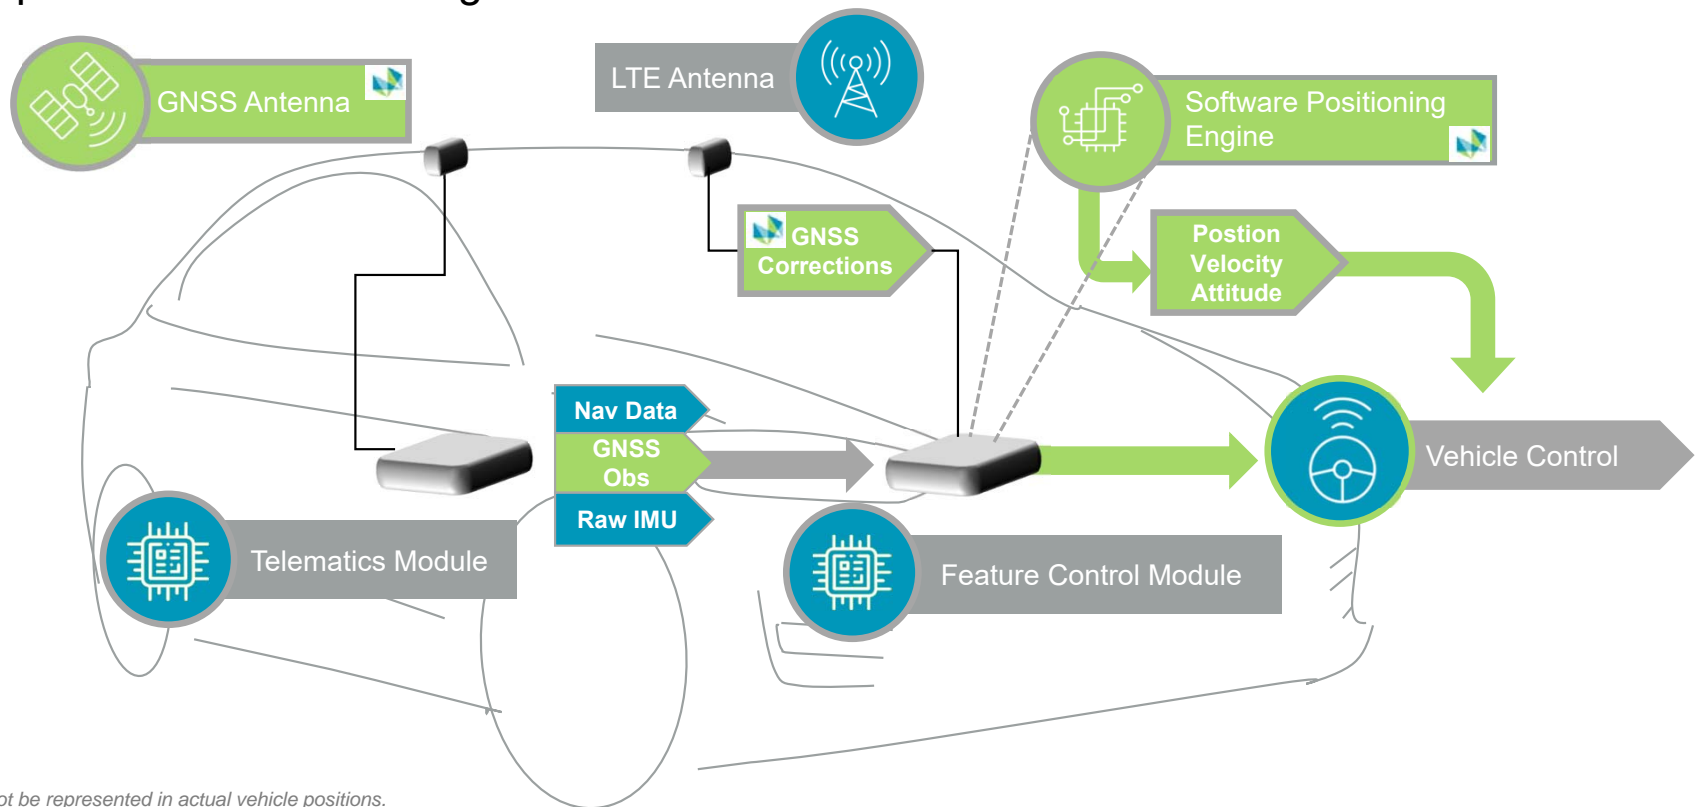 GNSS Antenna
LTE Antenna
Software Positioning
Engine
GNSS
Corrections
Postion
Velocity
Attitude
Nav Data
GNSS
Obs
Raw IMU
Vehicle Control
Telematics Module
Feature Control Module
ot be represented in actual vehicle positions.